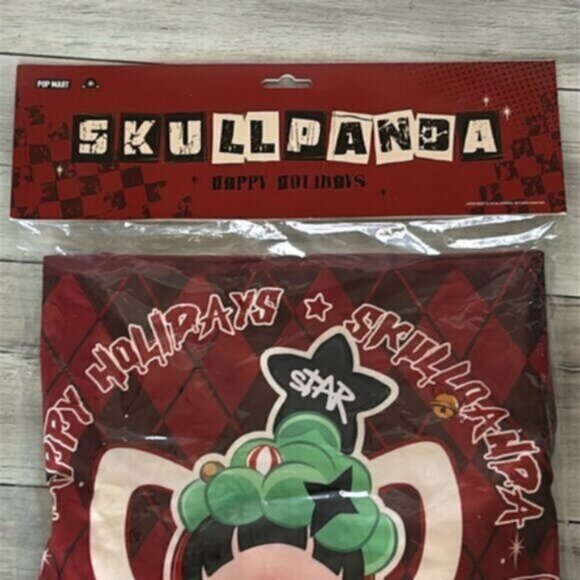 POP MART
SKULLPANDA
HAPPY HOLIDAYS
HAPPY HOLIDAYS ★ SKULLPANDA
STAR